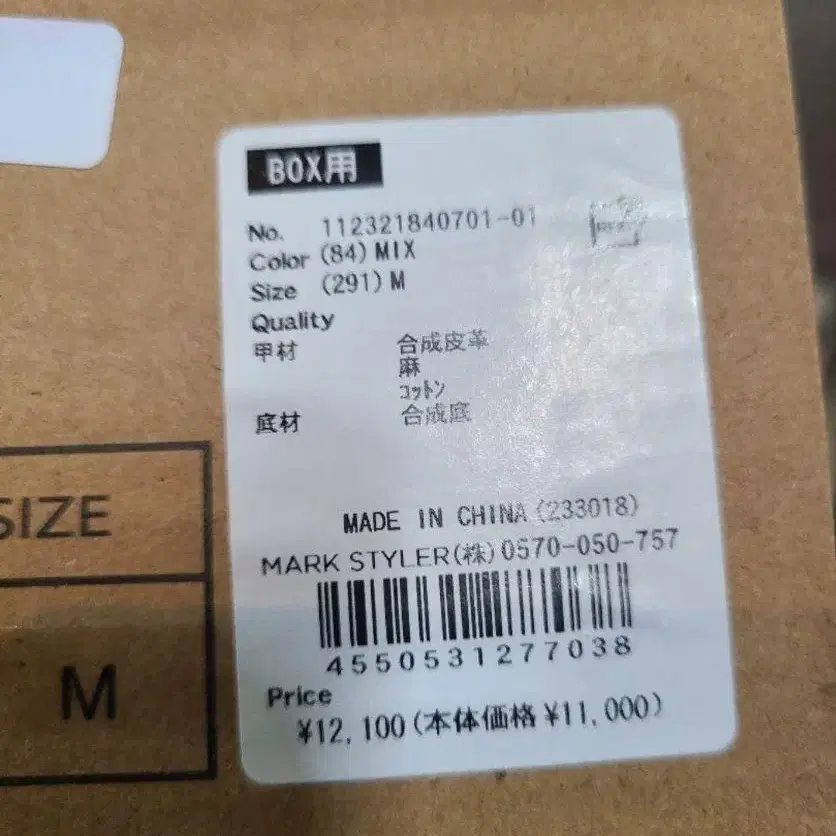 BOX用
No. 112321840701-01
Color (84)MIX
Size (291)M
Quality
甲材 合成皮革
麻
コットン
底材 合成底
MADE IN CHINA(233018)
MARK STYLER(株)0570-050-757
4550531277038
Price
¥12,100(本体価格¥11,000)
SIZE
M